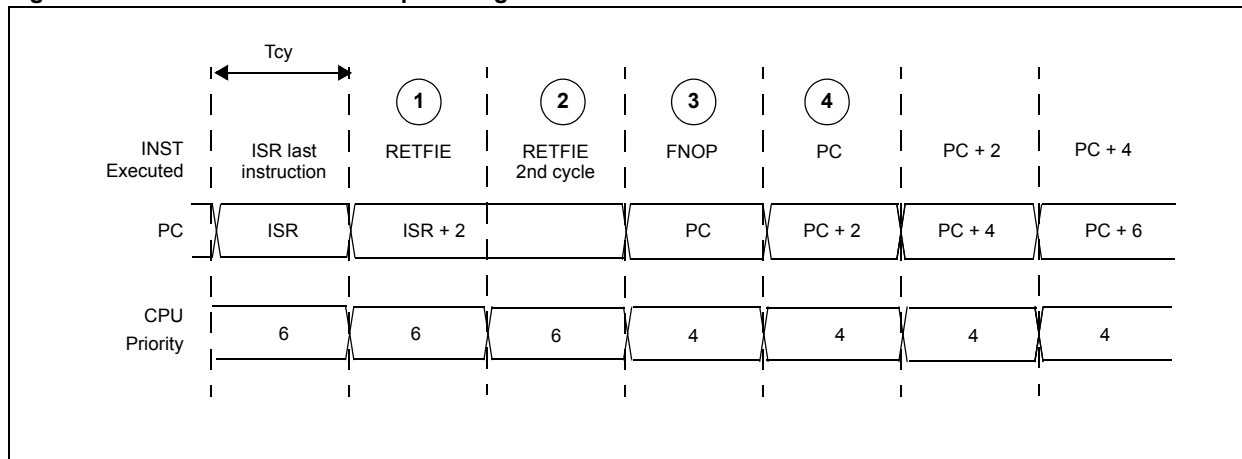 Tcy
1 2 3 4
INST
Executed
ISR last
instruction
RETFIE
RETFIE
2nd cycle
FNOP
PC
PC + 2
PC + 4
PC
ISR
ISR + 2
PC
PC + 2
PC + 4
PC + 6
CPU
Priority
6
6
6
4
4
4
4